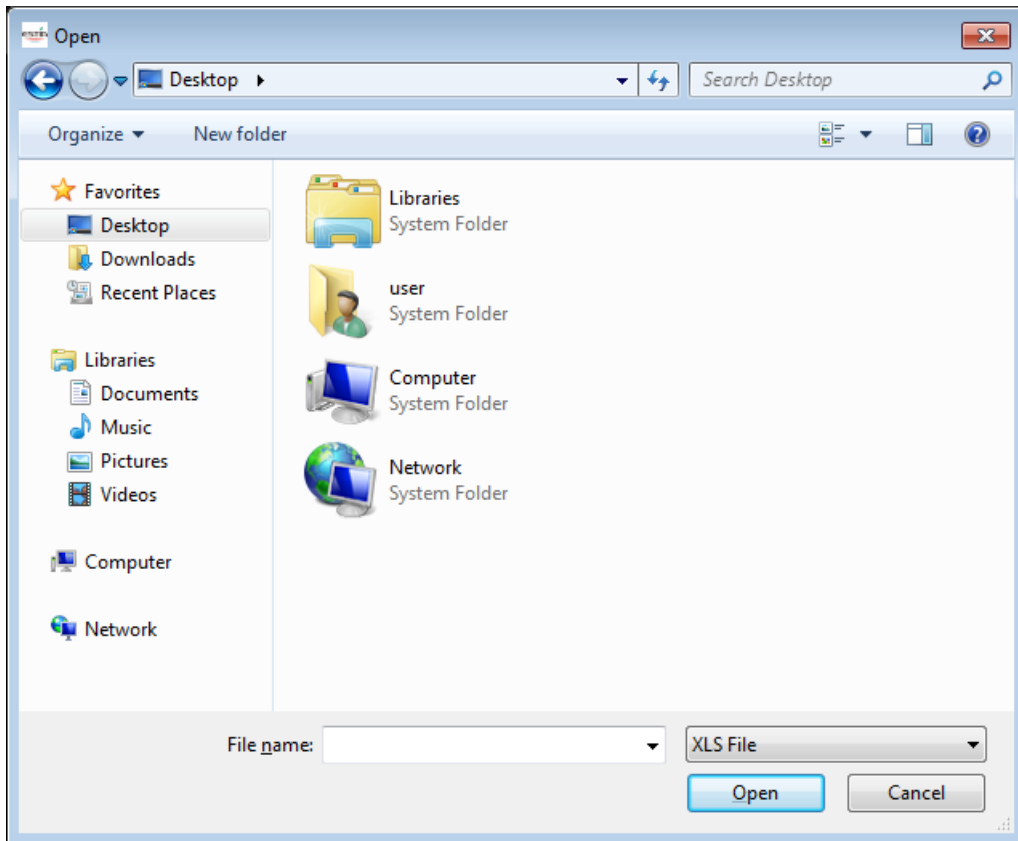 Open
Desktop
Search Desktop
Organize
New folder
Favorites
Desktop
Downloads
Recent Places
Libraries
Documents
Music
Pictures
Videos
Computer
Network
Libraries
System Folder
user
System Folder
Computer
System Folder
Network
System Folder
File name:
XLS File
Open
Cancel